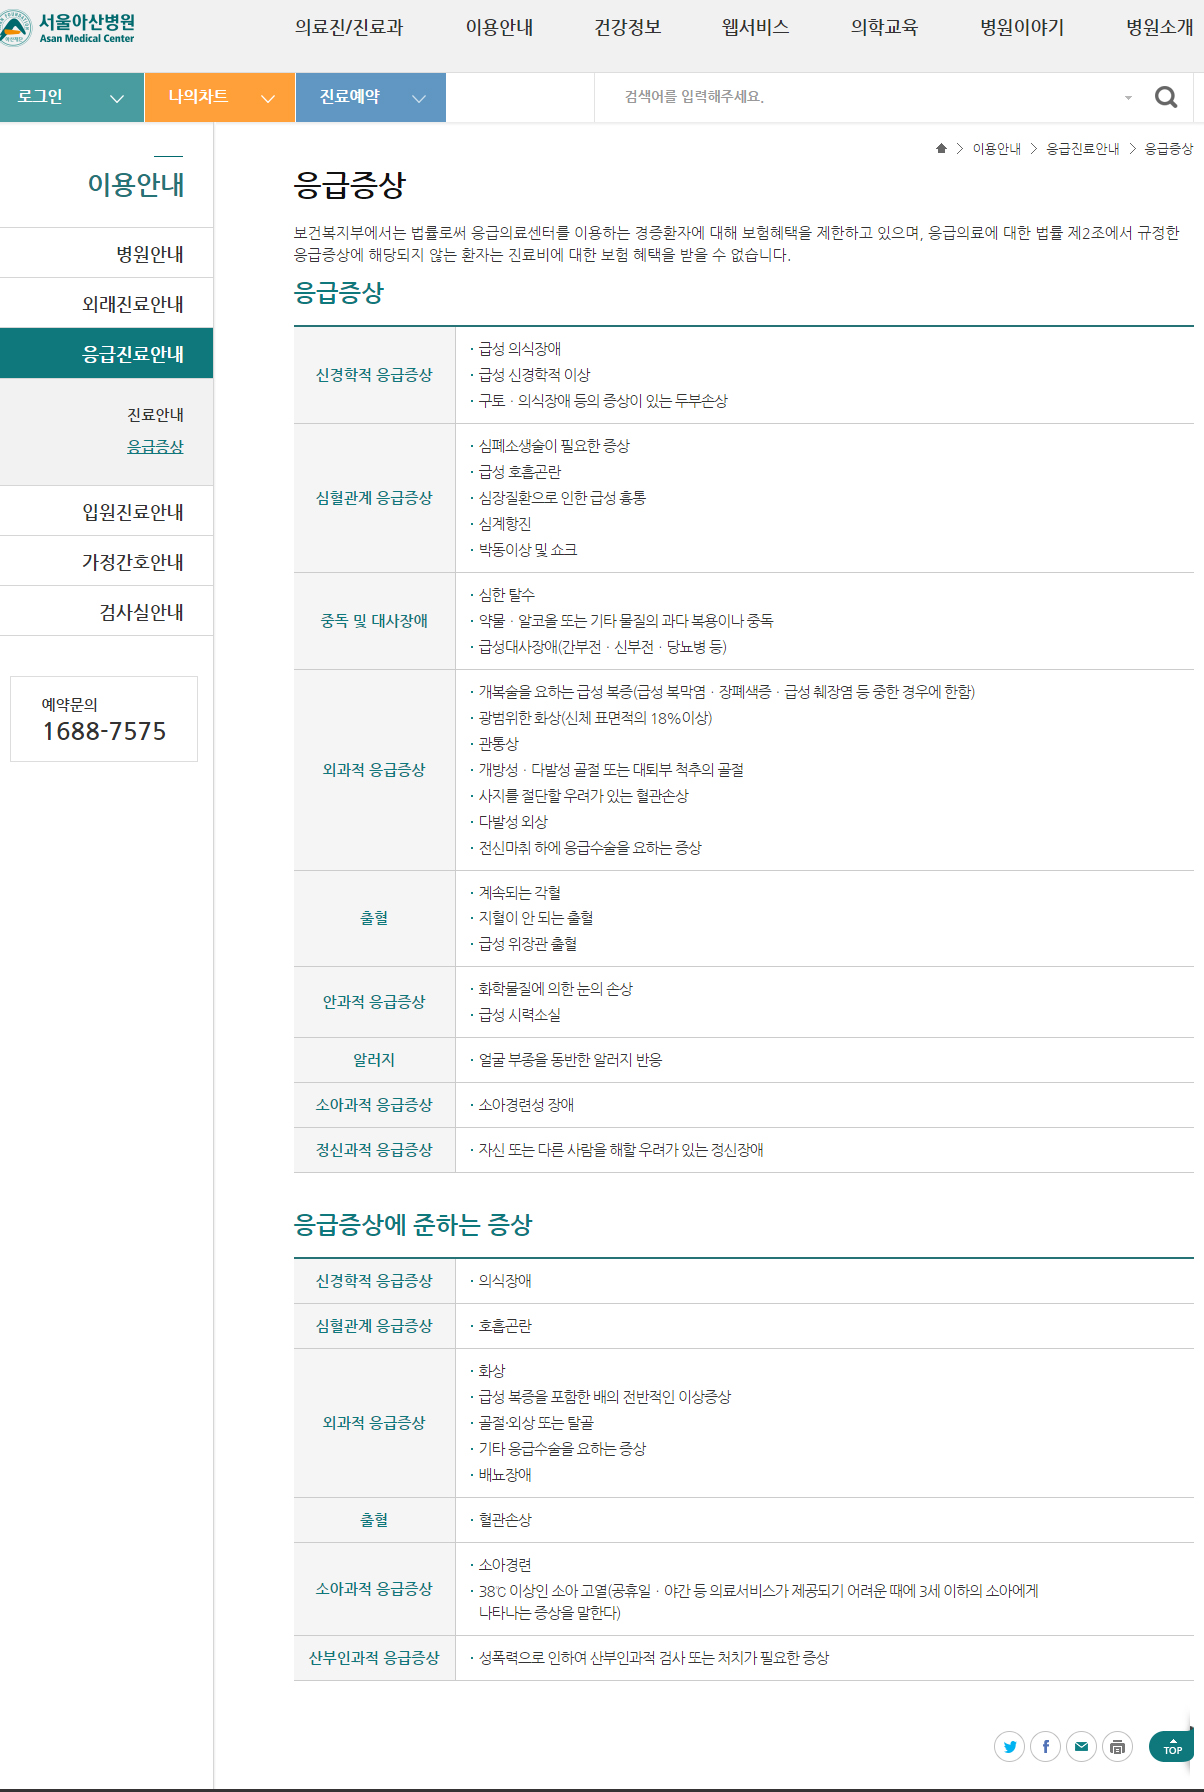 서울아산병원
Asan Medical Center
의료진/진료과
이용안내
건강정보
웹서비스
의학교육
병원이야기
병원소개
로그인
나의차트
진료예약
검색어를 입력해주세요.
이용안내
응급진료안내
응급증상
이용안내
병원안내
외래진료안내
응급진료안내
진료안내
응급증상
입원진료안내
가정간호안내
검사실안내
예약문의
1688-7575
응급증상
보건복지부에서는 법률로써 응급의료센터를 이용하는 경증환자에 대해 보험혜택을 제한하고 있으며, 응급의료에 대한 법률 제2조에서 규정한
응급증상에 해당되지 않는 환자는 진료비에 대한 보험 혜택을 받을 수 없습니다.
응급증상
신경학적 응급증상
· 급성 의식장애
· 급성 신경학적 이상
· 구토 · 의식장애 등의 증상이 있는 두부손상
심혈관계 응급증상
· 심폐소생술이 필요한 증상
· 급성 호흡곤란
· 심장질환으로 인한 급성 흉통
· 심계항진
· 박동이상 및 쇼크
중독 및 대사장애
· 심한 탈수
· 약물 · 알코올 또는 기타 물질의 과다 복용이나 중독
· 급성대사장애(간부전 · 신부전 · 당뇨병 등)
외과적 응급증상
· 개복술을 요하는 급성 복증(급성 복막염 · 장폐색증 · 급성 췌장염 등 중한 경우에 한함)
· 광범위한 화상(신체 표면적의 18%이상)
· 관통상
· 개방성 · 다발성 골절 또는 대퇴부 척추의 골절
· 사지를 절단할 우려가 있는 혈관손상
· 다발성 외상
· 전신마취 하에 응급수술을 요하는 증상
출혈
· 계속되는 각혈
· 지혈이 안 되는 출혈
· 급성 위장관 출혈
안과적 응급증상
· 화학물질에 의한 눈의 손상
· 급성 시력소실
알러지
· 얼굴 부종을 동반한 알러지 반응
소아과적 응급증상
· 소아경련성 장애
정신과적 응급증상
· 자신 또는 다른 사람을 해할 우려가 있는 정신장애
응급증상에 준하는 증상
신경학적 응급증상
· 의식장애
심혈관계 응급증상
· 호흡곤란
외과적 응급증상
· 화상
· 급성 복증을 포함한 배의 전반적인 이상증상
· 골절·외상 또는 탈골
· 기타 응급수술을 요하는 증상
· 배뇨장애
출혈
· 혈관손상
소아과적 응급증상
· 소아경련
· 38℃ 이상인 소아 고열(공휴일 · 야간 등 의료서비스가 제공되기 어려운 때에 3세 이하의 소아에게
나타나는 증상을 말한다)
산부인과적 응급증상
· 성폭력으로 인하여 산부인과적 검사 또는 처치가 필요한 증상
TOP